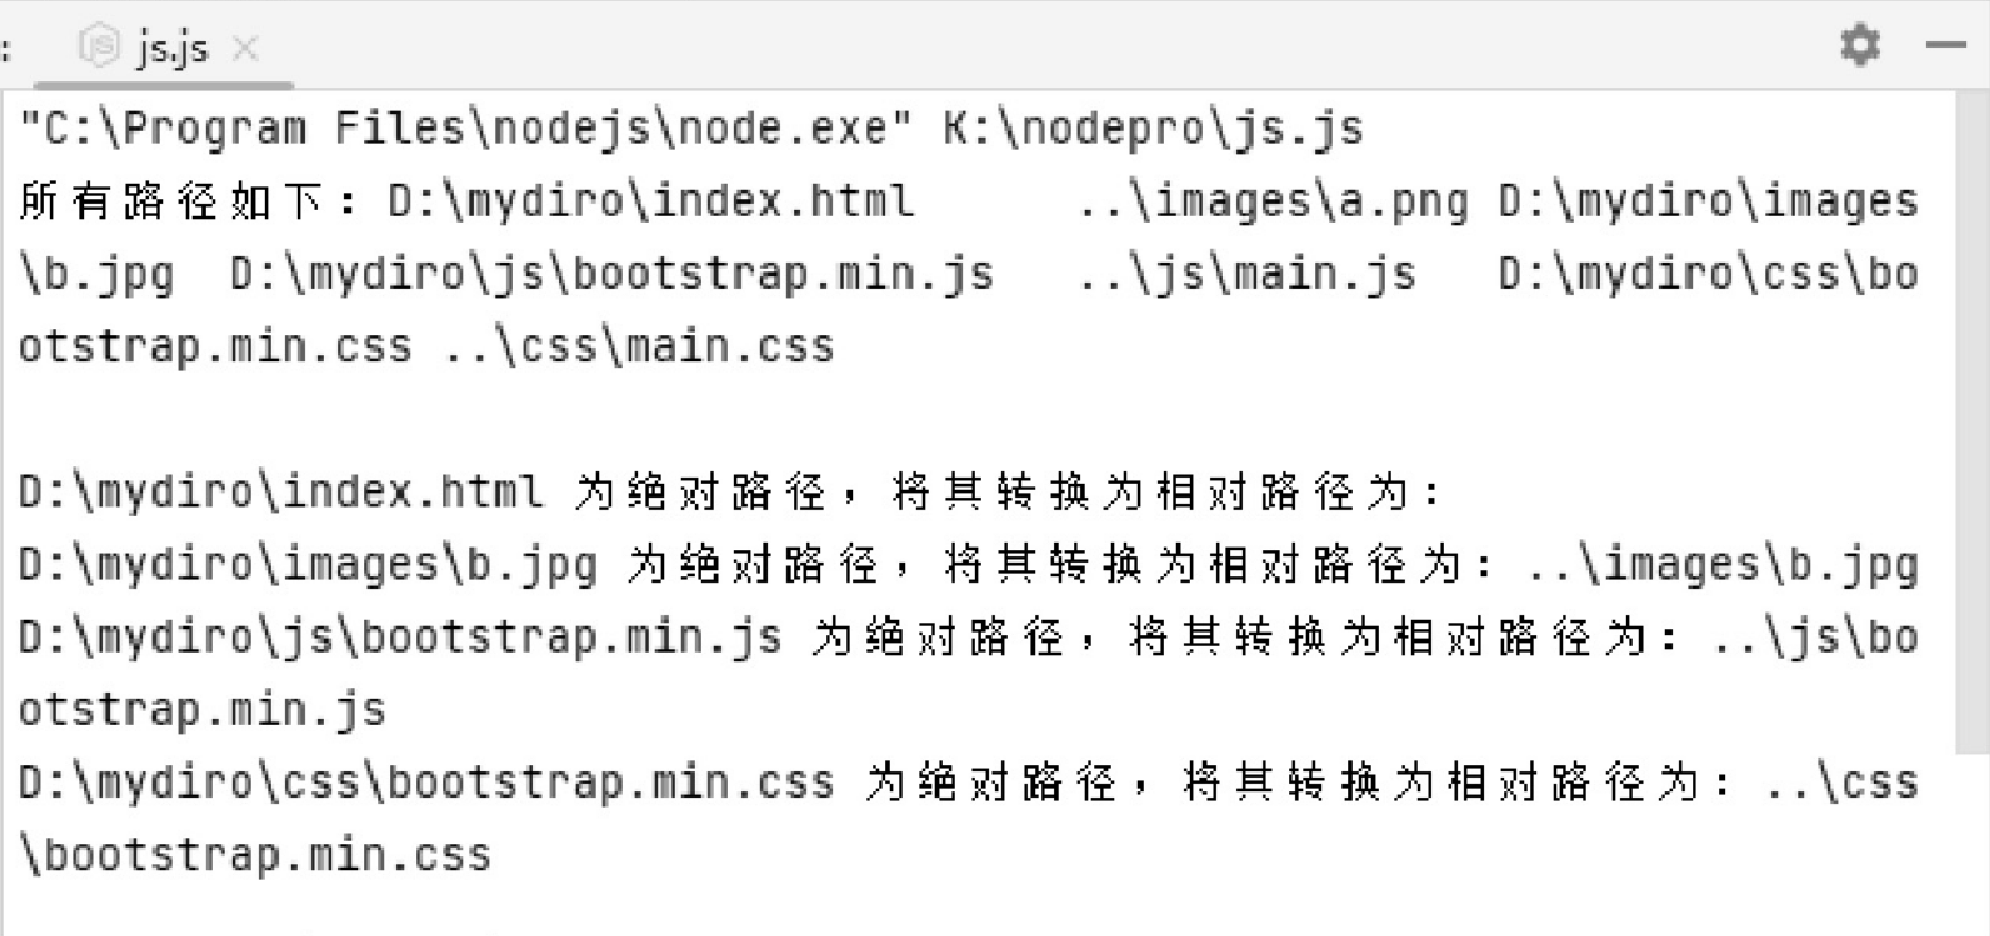 : js.js ×
"C:\Program Files\nodejs\node.exe" K:\nodepro\js.js
所有路径如下：D:\mydiro\index.html      ..\images\a.png D:\mydiro\images
\b.jpg  D:\mydiro\js\bootstrap.min.js   ..\js\main.js   D:\mydiro\css\bo
otstrap.min.css ..\css\main.css
D:\mydiro\index.html 为绝对路径，将其转换为相对路径为：
D:\mydiro\images\b.jpg 为绝对路径，将其转换为相对路径为：..\images\b.jpg
D:\mydiro\js\bootstrap.min.js 为绝对路径，将其转换为相对路径为：..\js\bo
otstrap.min.js
D:\mydiro\css\bootstrap.min.css 为绝对路径，将其转换为相对路径为：..\css
\bootstrap.min.css